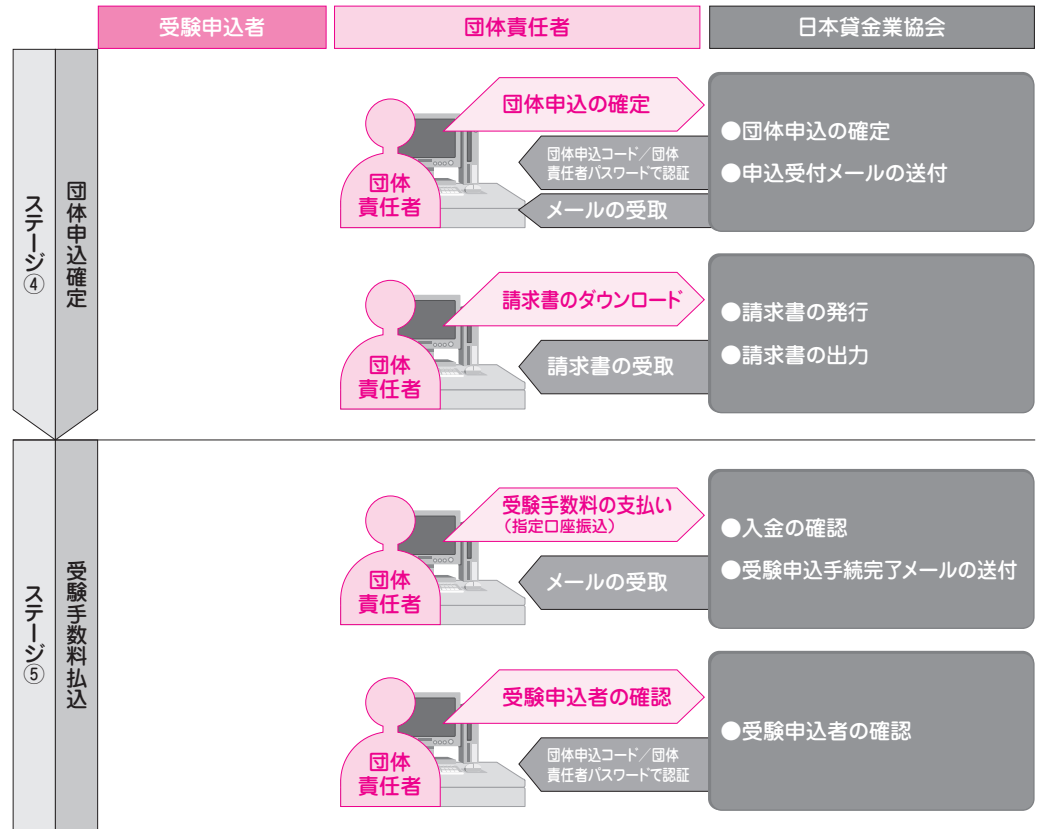 受験申込者
団体責任者
日本貸金業協会
ステージ④
団体申込確定
団体
責任者
団体申込の確定
団体申込コード／団体
責任者パスワードで認証
メールの受取
●団体申込の確定
●申込受付メールの送付
団体
責任者
請求書のダウンロード
請求書の受取
●請求書の発行
●請求書の出力
ステージ⑤
受験手数料払込
団体
責任者
受験手数料の支払い
（指定口座振込）
メールの受取
●入金の確認
●受験申込手続完了メールの送付
団体
責任者
受験申込者の確認
団体申込コード／団体
責任者パスワードで認証
●受験申込者の確認